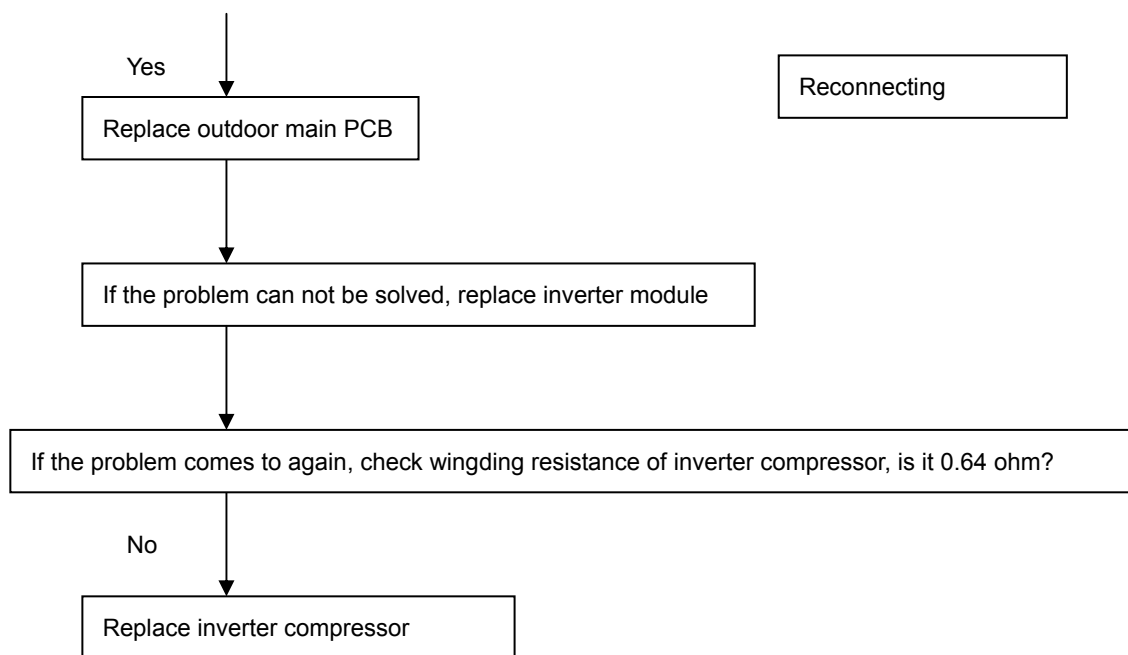 Yes
Reconnecting
Replace outdoor main PCB
If the problem can not be solved, replace inverter module
If the problem comes to again, check wingding resistance of inverter compressor, is it 0.64 ohm?
No
Replace inverter compressor